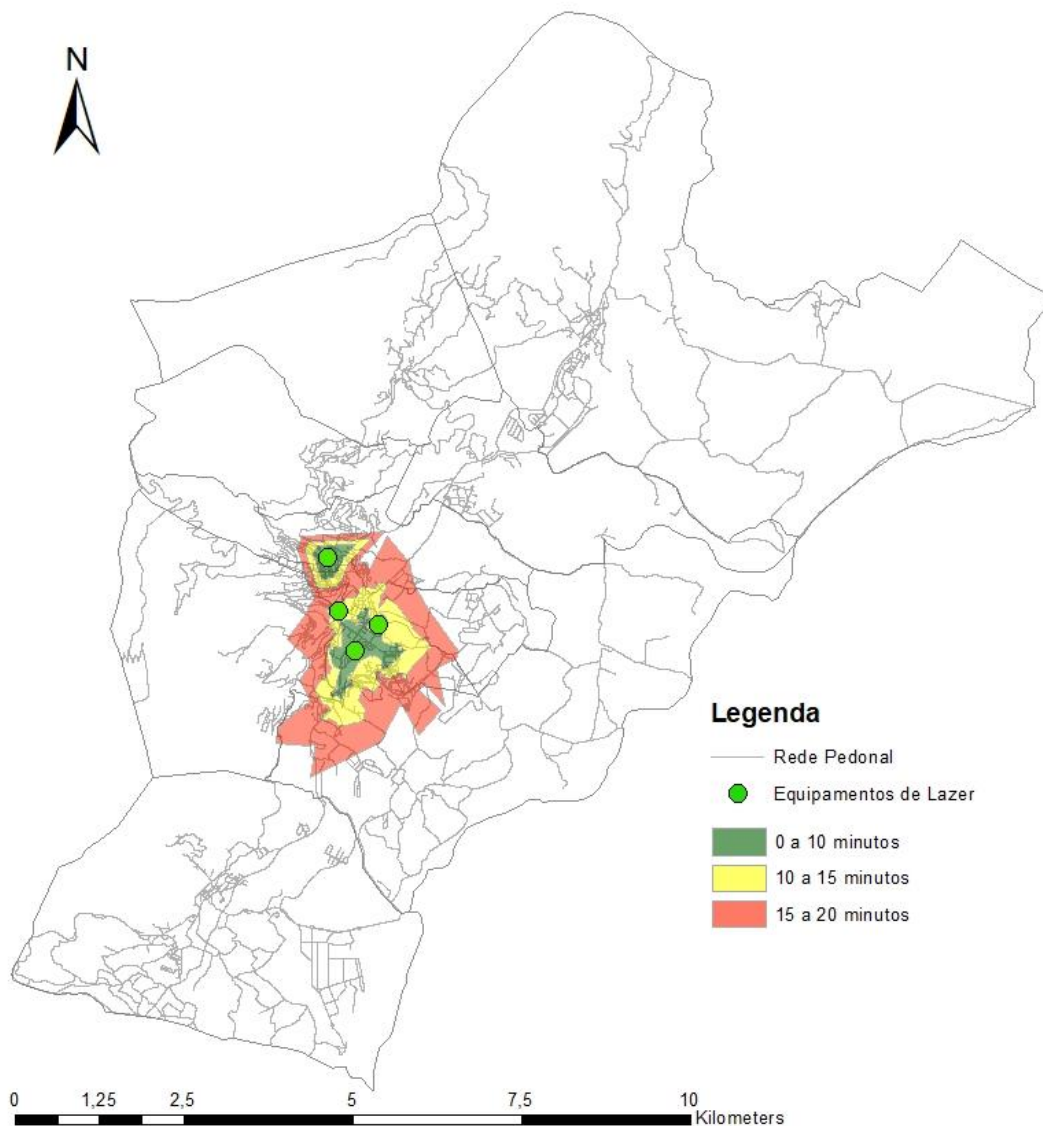 N
Legenda
Rede Pedonal
Equipamentos de Lazer
0 a 10 minutos
10 a 15 minutos
15 a 20 minutos
0 1,25 2,5 5 7,5 10
Kilometers